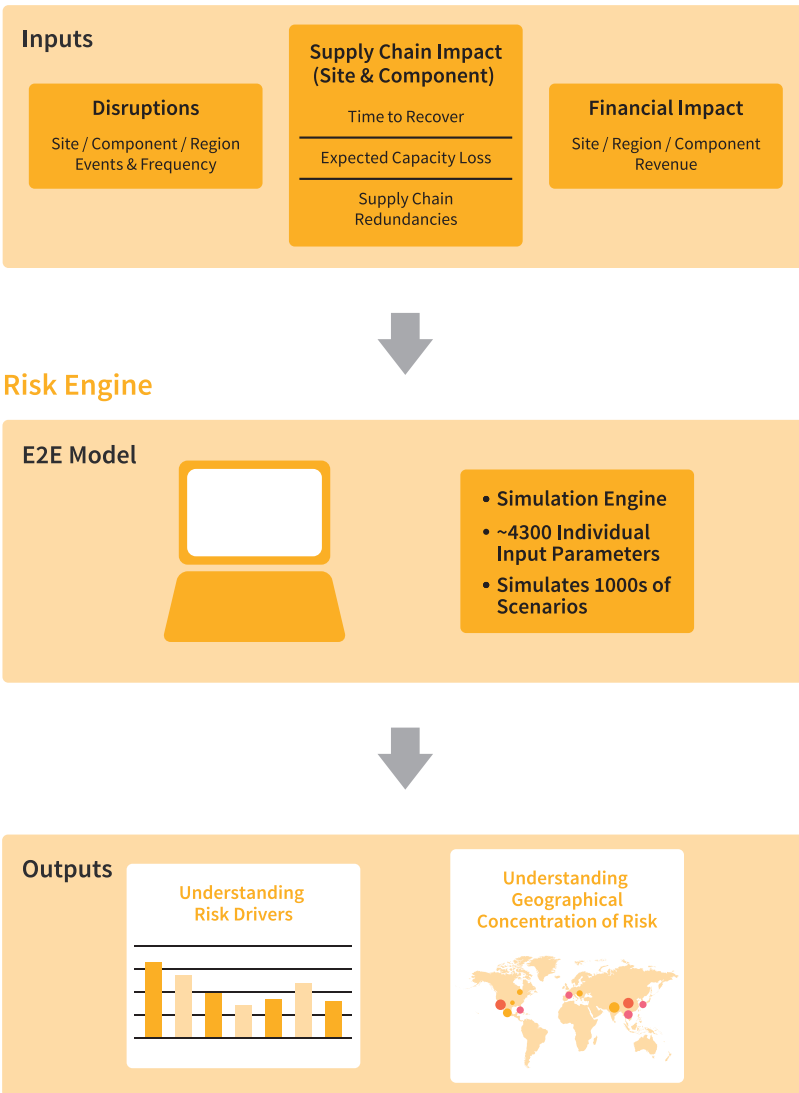 Inputs
Disruptions
Site / Component / Region
Events & Frequency
Supply Chain Impact
(Site & Component)
Time to Recover
Expected Capacity Loss
Supply Chain
Redundancies
Financial Impact
Site / Region / Component
Revenue
Risk Engine
E2E Model
• Simulation Engine
• ~4300 Individual
Input Parameters
• Simulates 1000s of
Scenarios
Outputs
Understanding
Risk Drivers
Understanding
Geographical
Concentration of Risk